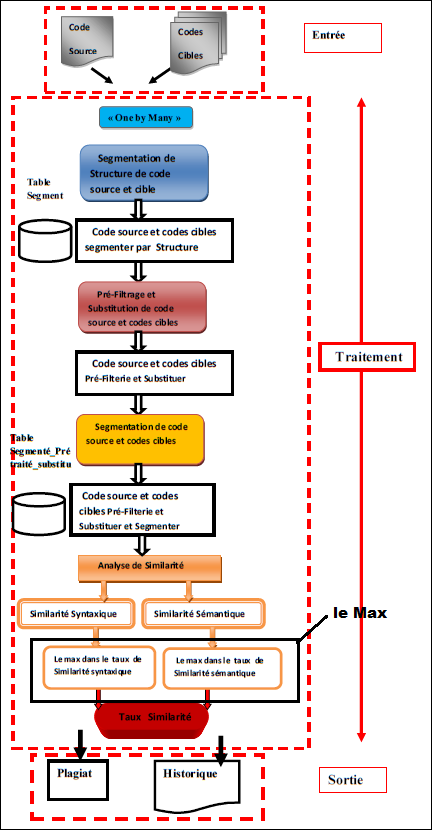 Code
Source
Codes
Cibles
Entrée
« One by Many »
Segmentation de
Structure de code
source et cible
Table
Segment
Code source et codes cibles
segmenter par Structure
Pré-Filtrage et
Substitution de code
source et codes cibles
Traitement
Code source et codes cibles
Pré-Filterie et Substituer
Segmentation de code
source et codes cibles
Table
Segmenté_Pré
traité_substitu
Code source et codes
cibles Pré-Filterie et
Substituer et Segmenter
Analyse de Similarité
Similarité Syntaxique
Similarité Sémantique
le Max
Le max dans le taux de
Similarité syntaxique
Le max dans le taux de
Similarité sémantique
Taux Similarité
Plagiat
Historique
Sortie